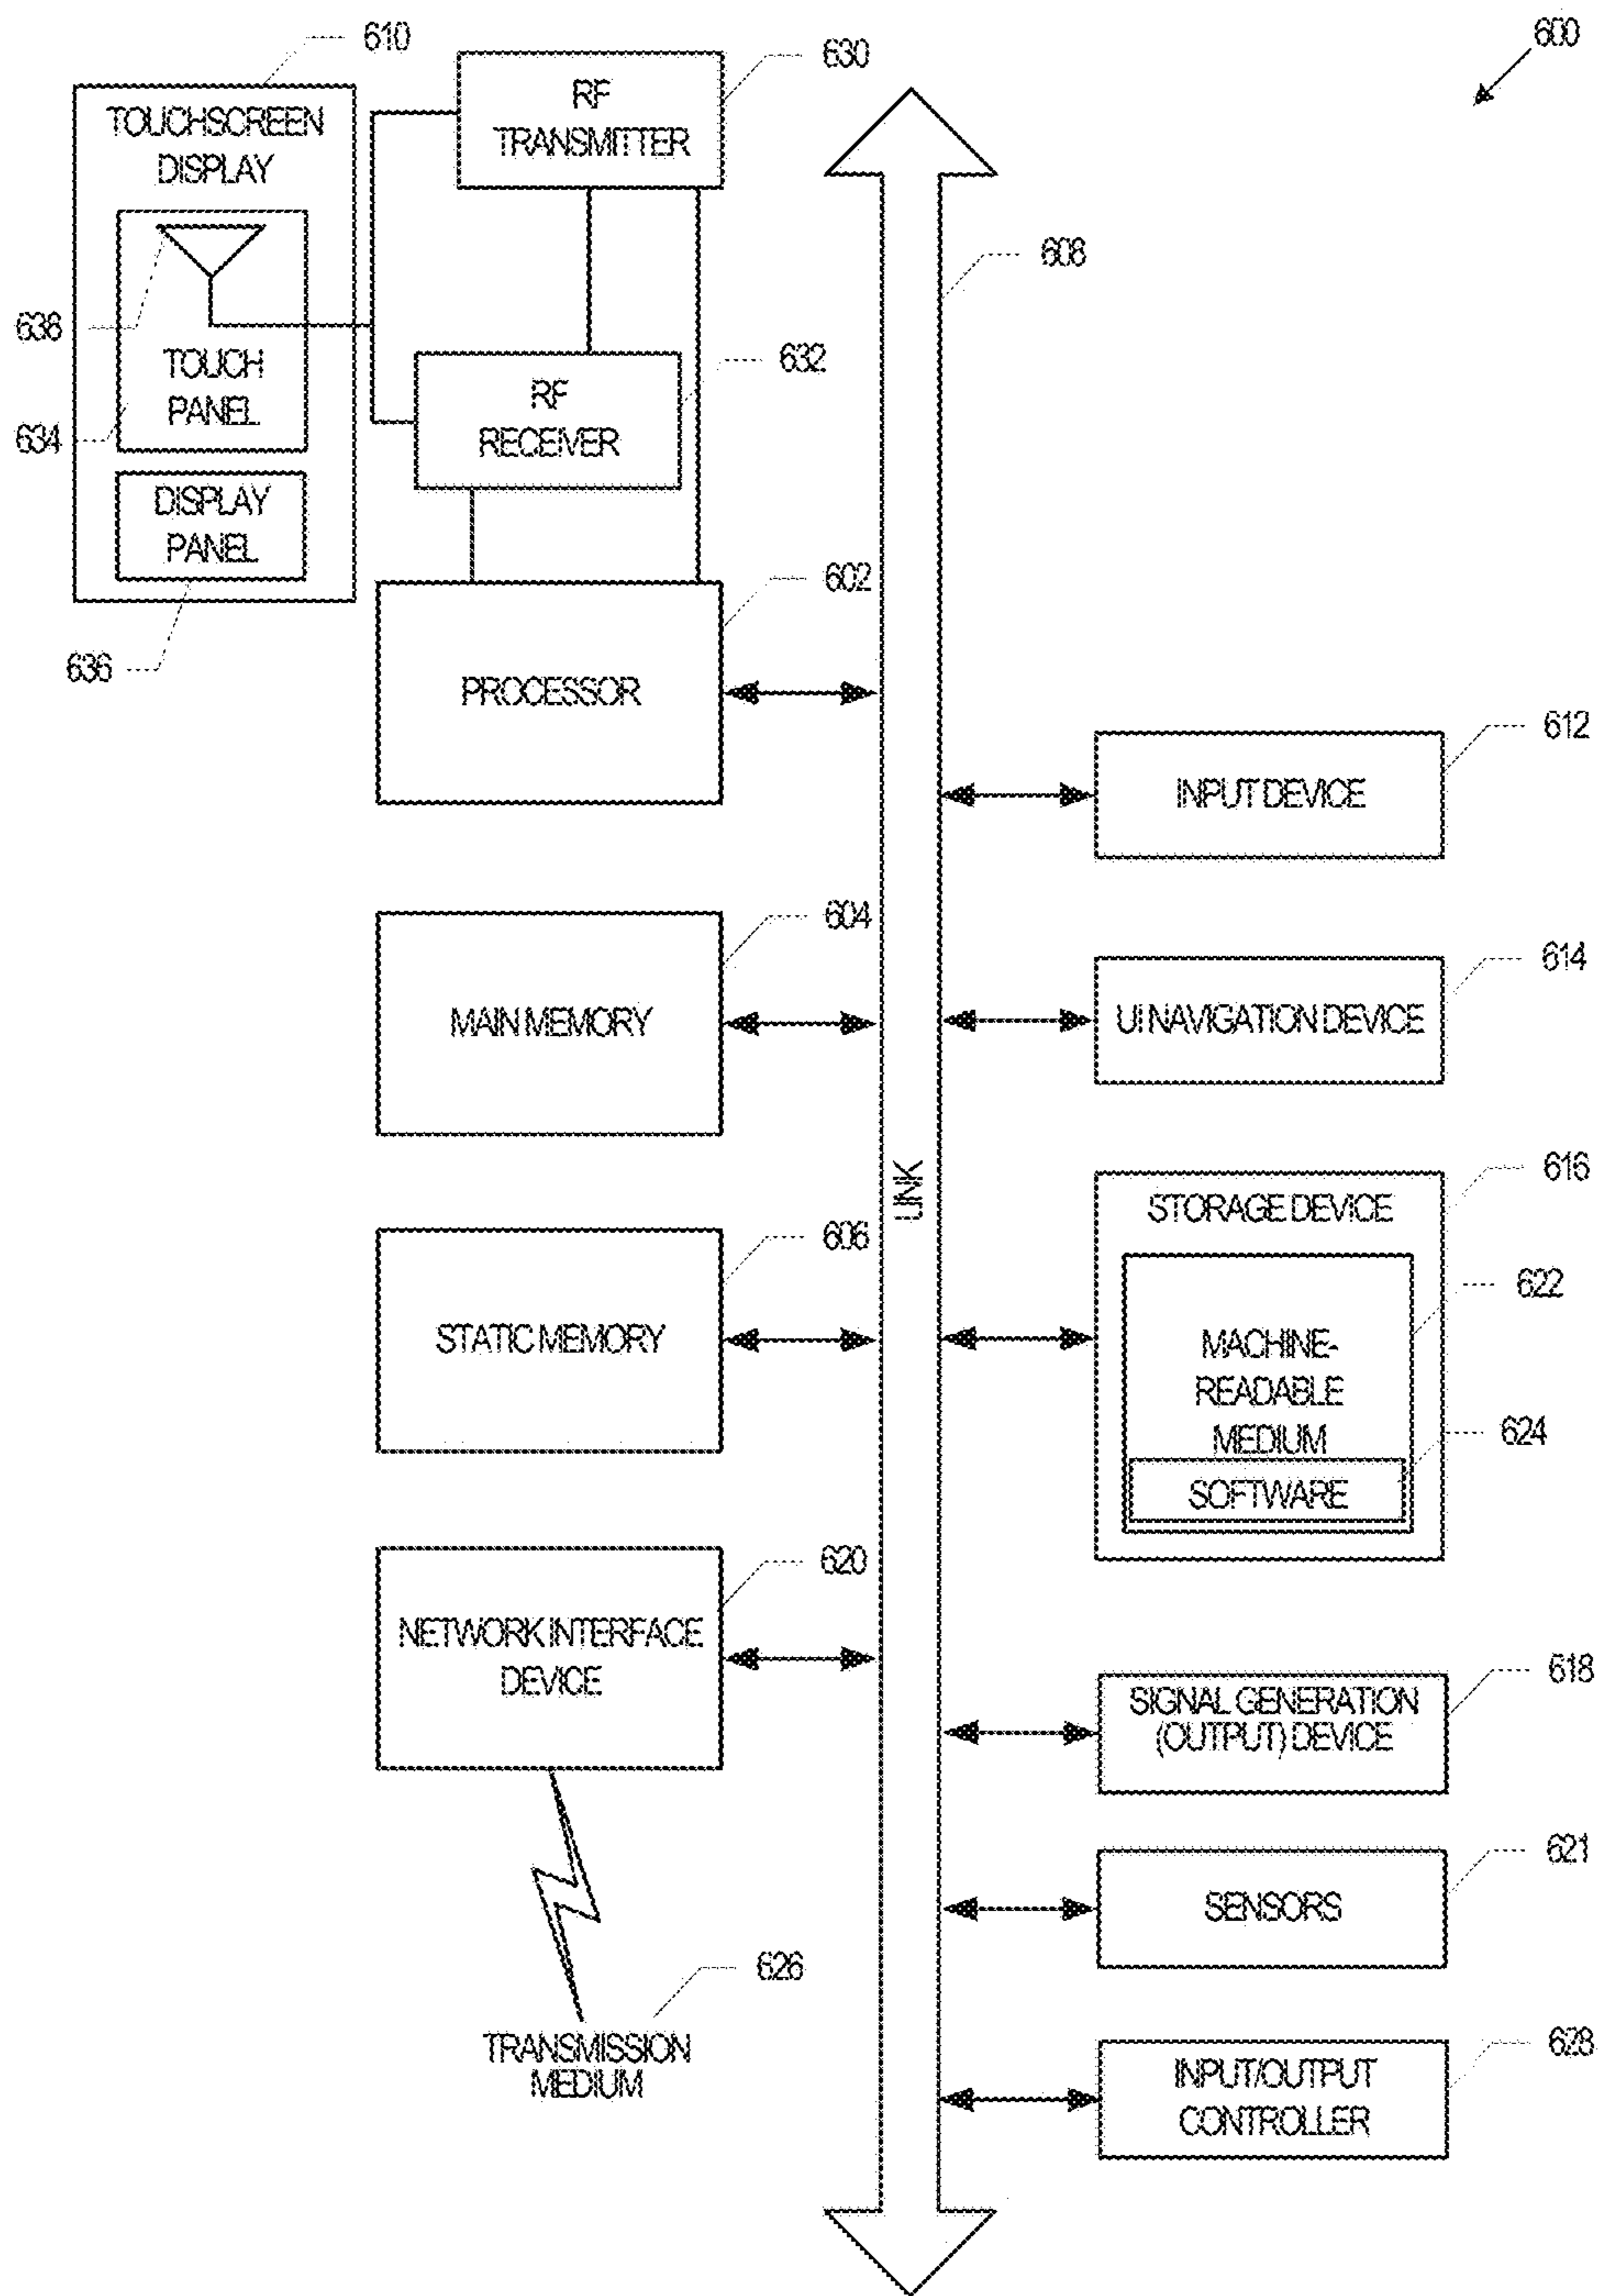 610
630
600
TOUCHSCREEN
DISPLAY
RF
TRANSMITTER
608
638
TOUCH
PANEL
634
632
RF
RECEIVER
DISPLAY
PANEL
636
602
PROCESSOR
612
INPUT DEVICE
604
MAIN MEMORY
614
UI NAVIGATION DEVICE
LINK
606
STATIC MEMORY
616
STORAGE DEVICE
622
MACHINE-
READABLE
MEDIUM
624
SOFTWARE
620
NETWORK INTERFACE
DEVICE
618
SIGNAL GENERATION
(OUTPUT) DEVICE
621
SENSORS
626
TRANSMISSION
MEDIUM
628
INPUT/OUTPUT
CONTROLLER